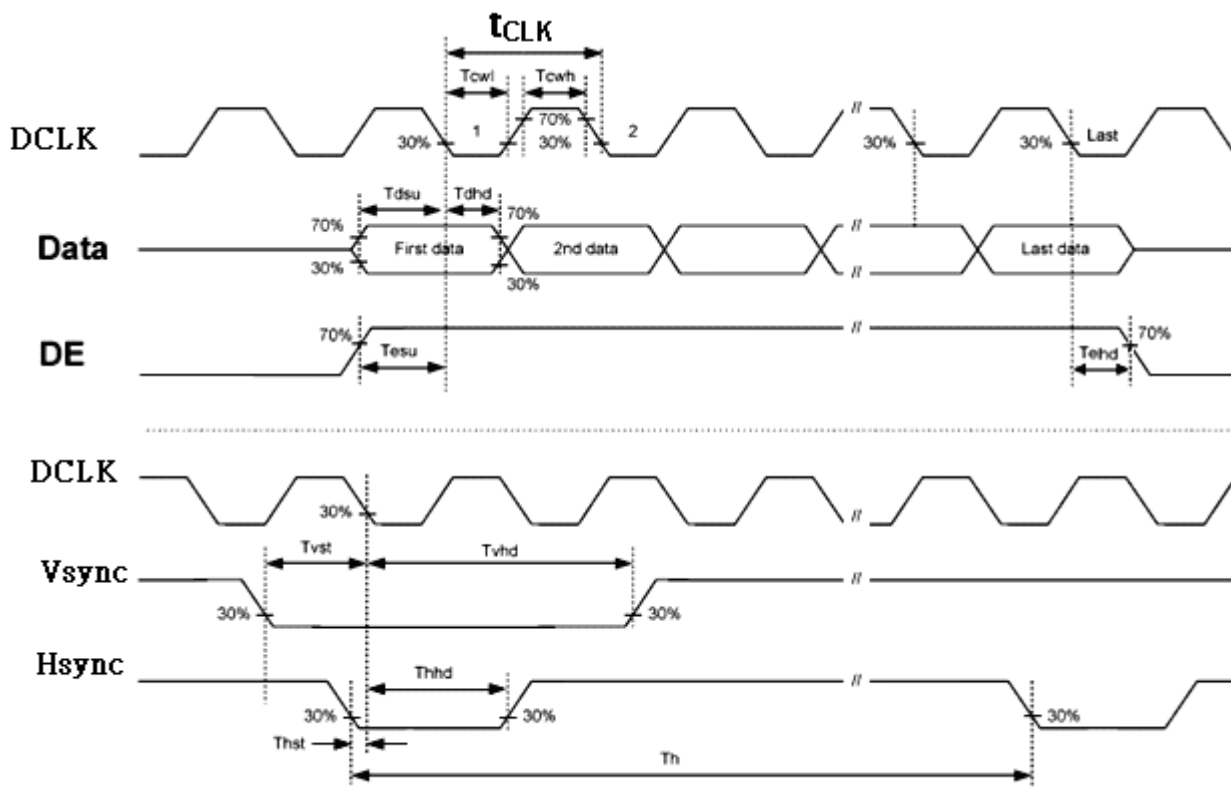 tCLK
Tcwl Tcwh
DCLK 30% 1 70% 30% 2 30% 30% Last
Tdsu Tdhd
70% 70%
Data First data 2nd data Last data
30% 30%
DE 70% 70%
Tesu Tehd
DCLK
30%
Tvst Tvhd
Vsync
30% 30%
Hsync
Thhd
30% 30% 30%
Thst
Th